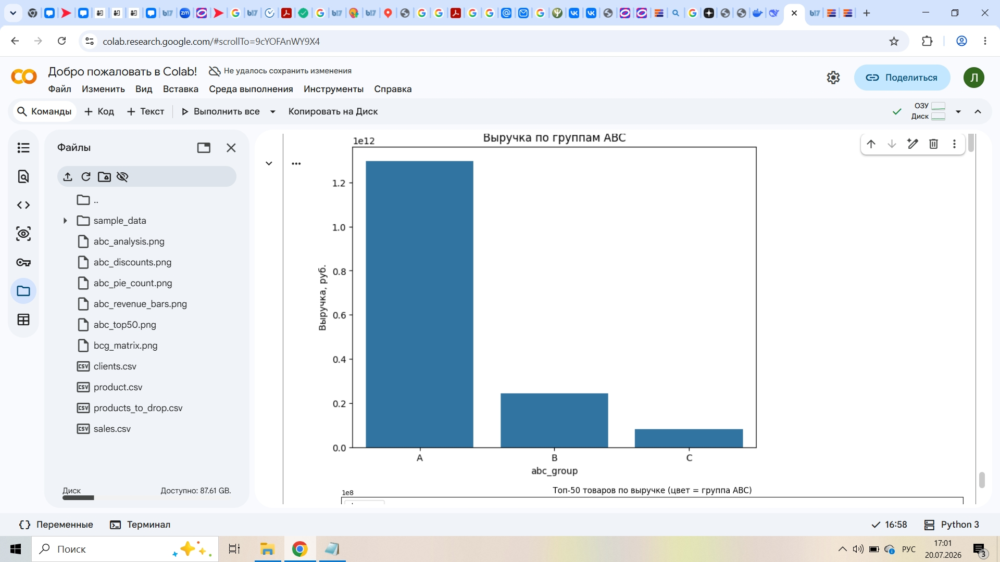 colab.research.google.com/#scrollTo=9cYOFAnWY9X4
Добро пожаловать в Colab!
Не удалось сохранить изменения
Файл Изменить Вид Вставка Среда выполнения Инструменты Справка
Поделиться
Л
Команды + Код + Текст Выполнить все Копировать на Диск
ОЗУ
Диск
Файлы
..
sample_data
abc_analysis.png
abc_discounts.png
abc_pie_count.png
abc_revenue_bars.png
abc_top50.png
bcg_matrix.png
clients.csv
product.csv
products_to_drop.csv
sales.csv
Диск Доступно: 87.61 GB.
1e12
Выручка по группам ABC
Выручка, руб.
1.2
1.0
0.8
0.6
0.4
0.2
0.0
A B C
abc_group
1e8
Топ-50 товаров по выручке (цвет = группа ABC)
Переменные Терминал
16:58 Python 3
Поиск
РУС
17:01
20.07.2026
3